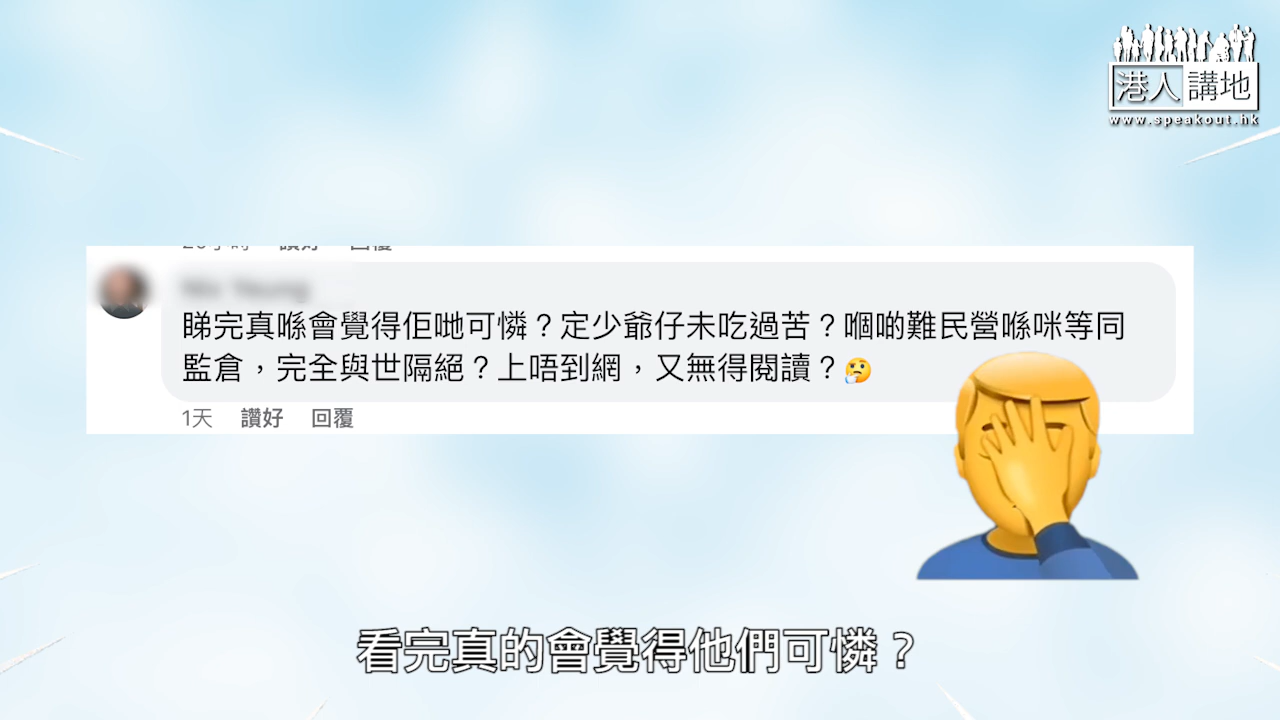 港人講地
www.speakout.hk
睇完真喺會覺得佢哋可憐？定少爺仔未吃過苦？嗰啲難民營喺咪等同
監倉，完全與世隔絕？上唔到網，又無得閱讀？🤔
1天 讚好 回覆
看完真的會覺得他們可憐？